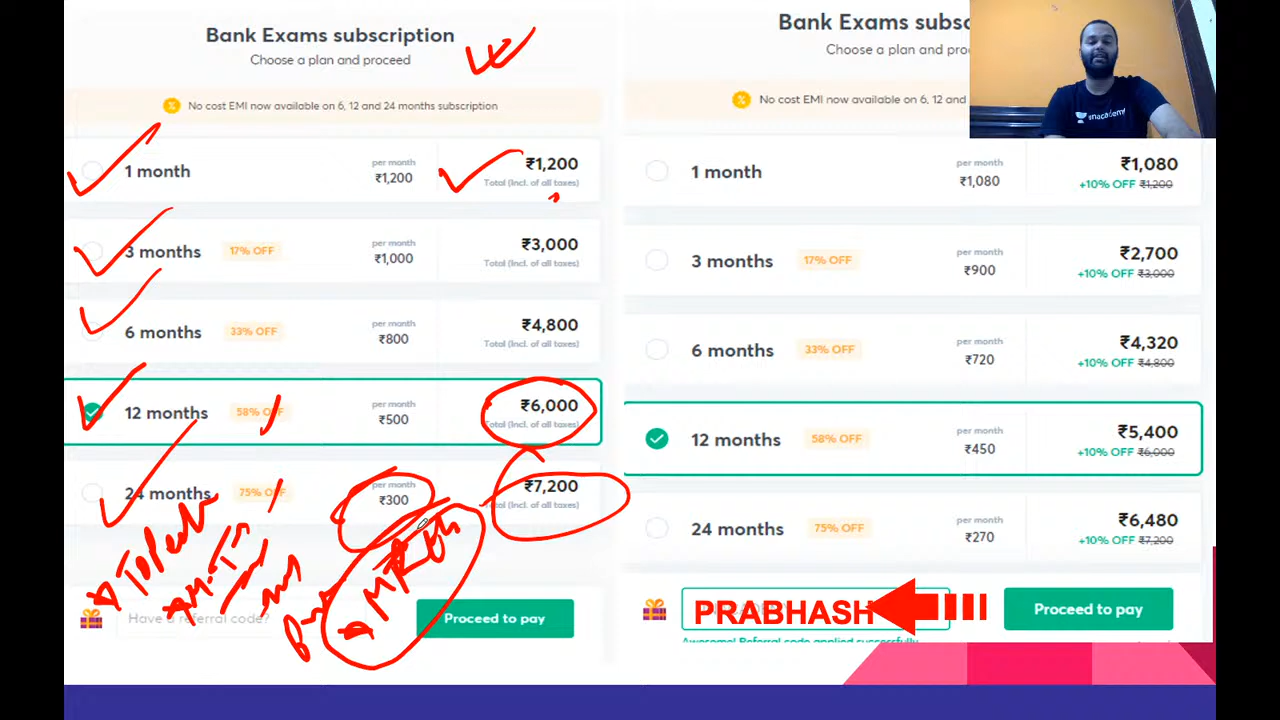 Bank Exams subscription
Choose a plan and proceed
No cost EMI now available on 6, 12 and 24 months subscription
1 month per month ₹1,200 ₹1,200 Total (Incl. of all taxes)
3 months 17% OFF per month ₹1,000 ₹3,000 Total (Incl. of all taxes)
6 months 33% OFF per month ₹800 ₹4,800 Total (Incl. of all taxes)
12 months 58% OFF per month ₹500 ₹6,000 Total (Incl. of all taxes)
24 months 75% OFF per month ₹300 ₹7,200 Total (Incl. of all taxes)
Have a referral code?
Proceed to pay
Bank Exams subsc
Choose a plan and pro
No cost EMI now available on 6, 12 and
unacademy
1 month per month ₹1,080 ₹1,080 +10% OFF ₹1,200
3 months 17% OFF per month ₹900 ₹2,700 +10% OFF ₹3,000
6 months 33% OFF per month ₹720 ₹4,320 +10% OFF ₹4,800
12 months 58% OFF per month ₹450 ₹5,400 +10% OFF ₹6,000
24 months 75% OFF per month ₹270 ₹6,480 +10% OFF ₹7,200
PRABHASH
Proceed to pay
Awesome! Referral code applied successfully